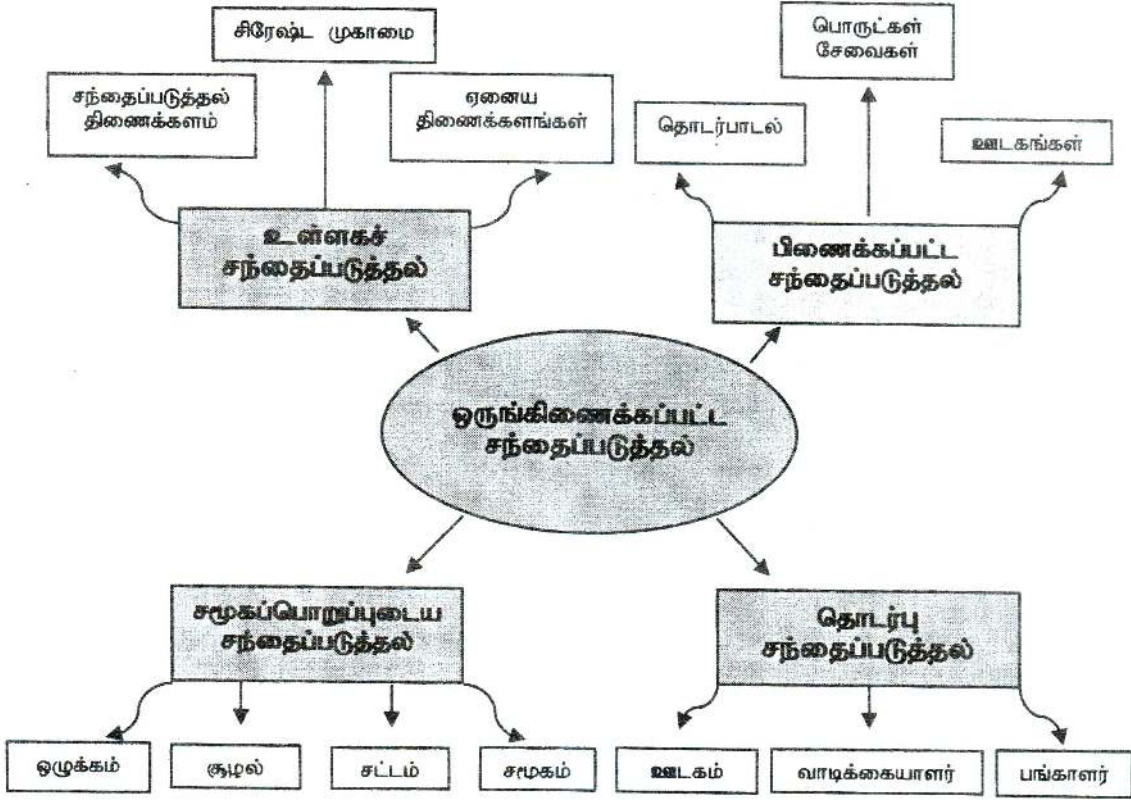 சிரேஷ்ட முகாமை
பொருட்கள்
சேவைகள்
சந்தைப்படுத்தல்
திணைக்களம்
ஏனைய
திணைக்களங்கள்
தொடர்பாடல்
ஊடகங்கள்
உள்ளகச்
சந்தைப்படுத்தல்
பிணைக்கப்பட்ட
சந்தைப்படுத்தல்
ஒருங்கிணைக்கப்பட்ட
சந்தைப்படுத்தல்
சமூகப்பொறுப்புடைய
சந்தைப்படுத்தல்
தொடர்பு
சந்தைப்படுத்தல்
ஒழுக்கம்
சூழல்
சட்டம்
சமூகம்
ஊடகம்
வாடிக்கையாளர்
பங்காளர்